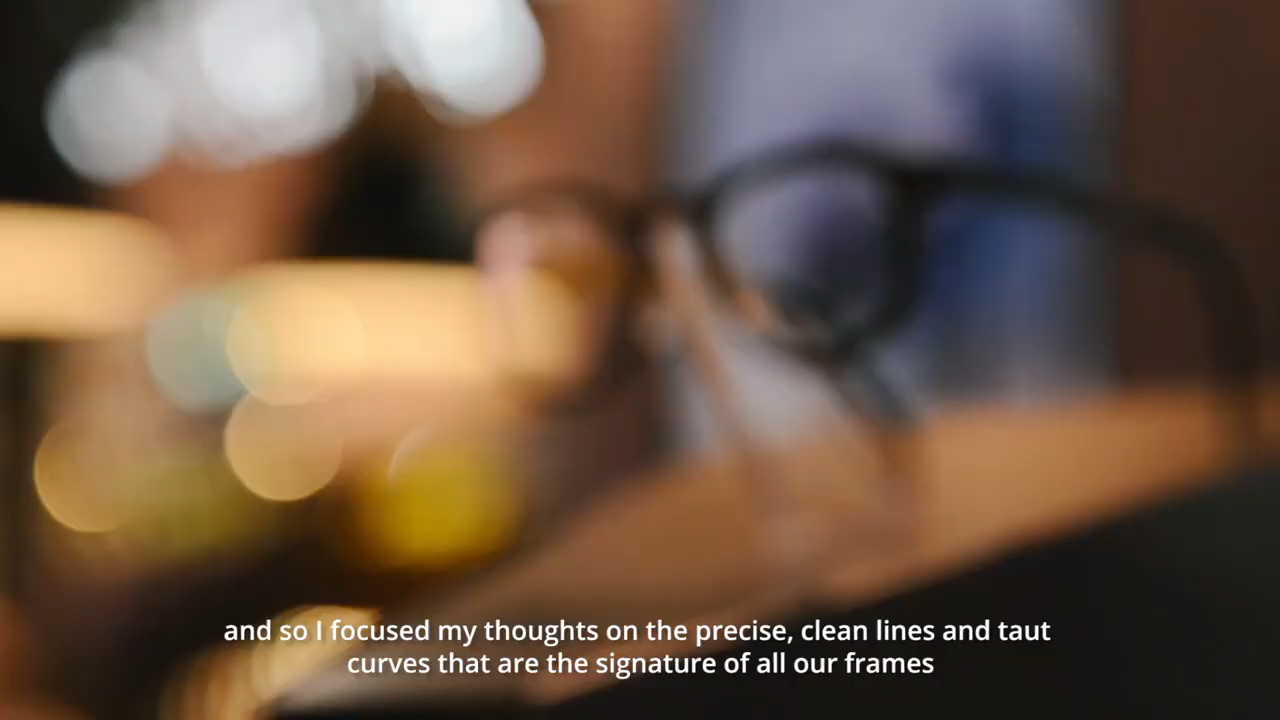 and so I focused my thoughts on the precise, clean lines and taut
curves that are the signature of all our frames